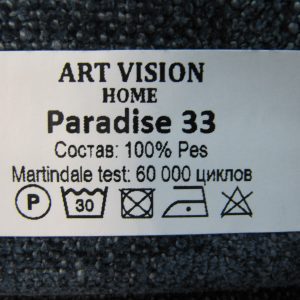 ART VISION
HOME
Paradise 33
Состав: 100% Pes
Martindale test: 60 000 циклов
P 30